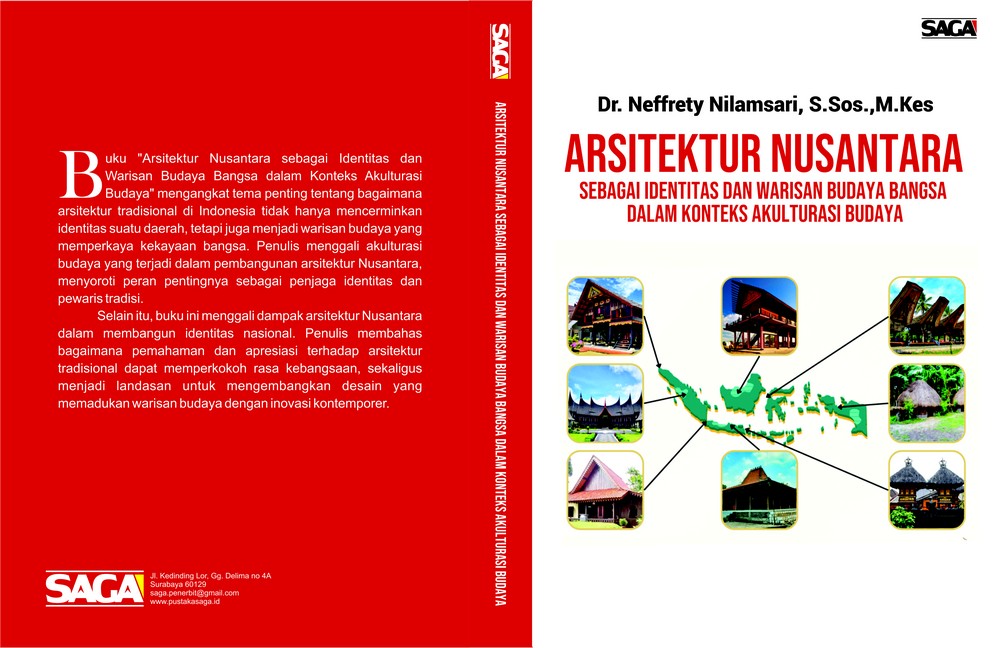 Buku "Arsitektur Nusantara sebagai Identitas dan
Warisan Budaya Bangsa dalam Konteks Akulturasi
Budaya" mengangkat tema penting tentang bagaimana
arsitektur tradisional di Indonesia tidak hanya mencerminkan
identitas suatu daerah, tetapi juga menjadi warisan budaya yang
memperkaya kekayaan bangsa. Penulis menggali akulturasi
budaya yang terjadi dalam pembangunan arsitektur Nusantara,
menyoroti peran pentingnya sebagai penjaga identitas dan
pewaris tradisi.
Selain itu, buku ini menggali dampak arsitektur Nusantara
dalam membangun identitas nasional. Penulis membahas
bagaimana pemahaman dan apresiasi terhadap arsitektur
tradisional dapat memperkokoh rasa kebangsaan, sekaligus
menjadi landasan untuk mengembangkan desain yang
memadukan warisan budaya dengan inovasi kontemporer.
SAGA
Jl. Kedinding Lor, Gg. Delima no 4A
Surabaya 60129
saga.penerbit@gmail.com
www.pustakasaga.id
SAGA
ARSITEKTUR NUSANTARA SEBAGAI IDENTITAS DAN WARISAN BUDAYA BANGSA DALAM KONTEKS AKULTURASI BUDAYA
SAGA
Dr. Neffrety Nilamsari, S.Sos.,M.Kes
ARSITEKTUR NUSANTARA
SEBAGAI IDENTITAS DAN WARISAN BUDAYA BANGSA
DALAM KONTEKS AKULTURASI BUDAYA